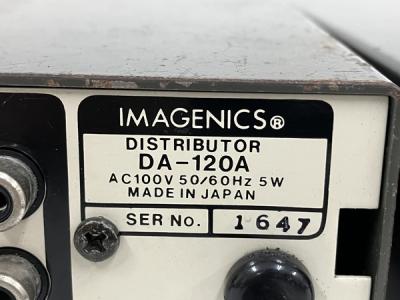 IMAGENICS®
DISTRIBUTOR
DA-120A
AC100V 50/60Hz 5W
MADE IN JAPAN
SER No. 1647